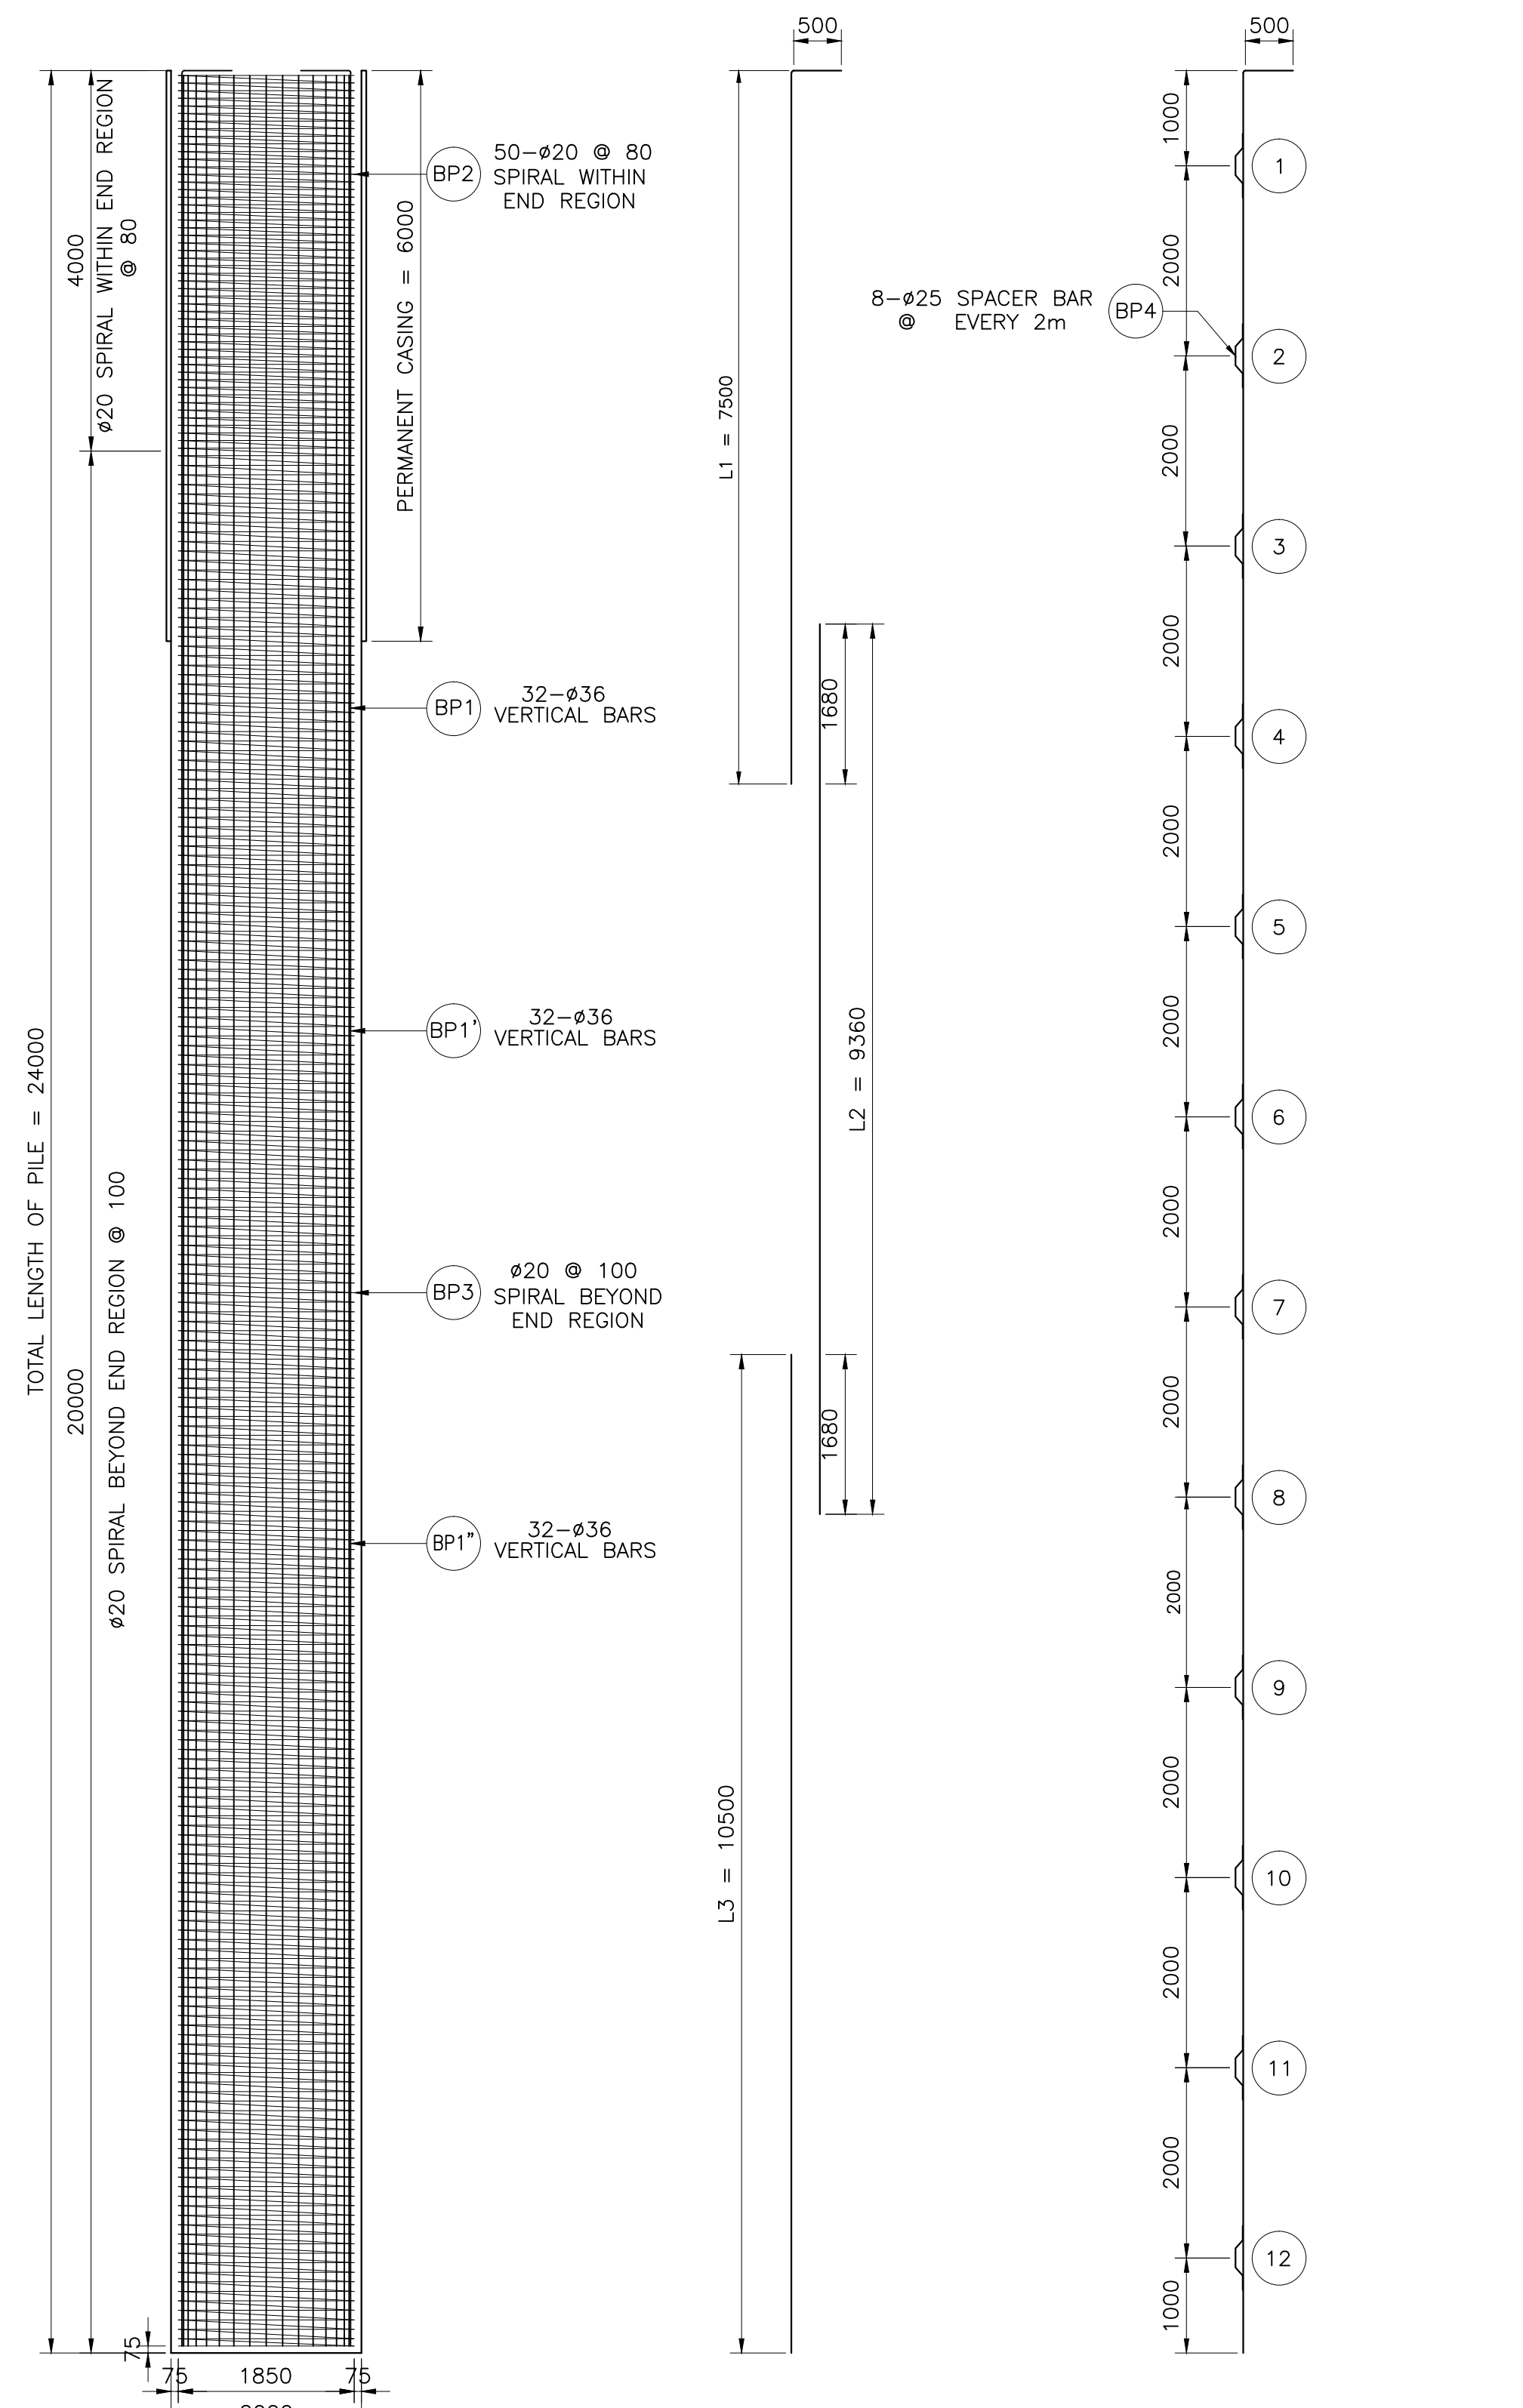 500
500
4000
ø20 SPIRAL WITHIN END REGION
@ 80
PERMANENT CASING = 6000
BP2
50-ø20 @ 80
SPIRAL WITHIN
END REGION
BP1
32-ø36
VERTICAL BARS
BP1'
32-ø36
VERTICAL BARS
TOTAL LENGTH OF PILE = 24000
20000
ø20 SPIRAL BEYOND END REGION @ 100
BP3
ø20 @ 100
SPIRAL BEYOND
END REGION
BP1"
32-ø36
VERTICAL BARS
75
75
1850
75
L1 = 7500
1680
L2 = 9360
1680
L3 = 10500
8-ø25 SPACER BAR
@ EVERY 2m
BP4
1000
1
2000
2
2000
3
2000
4
2000
5
2000
6
2000
7
2000
8
2000
9
2000
10
2000
11
2000
12
1000